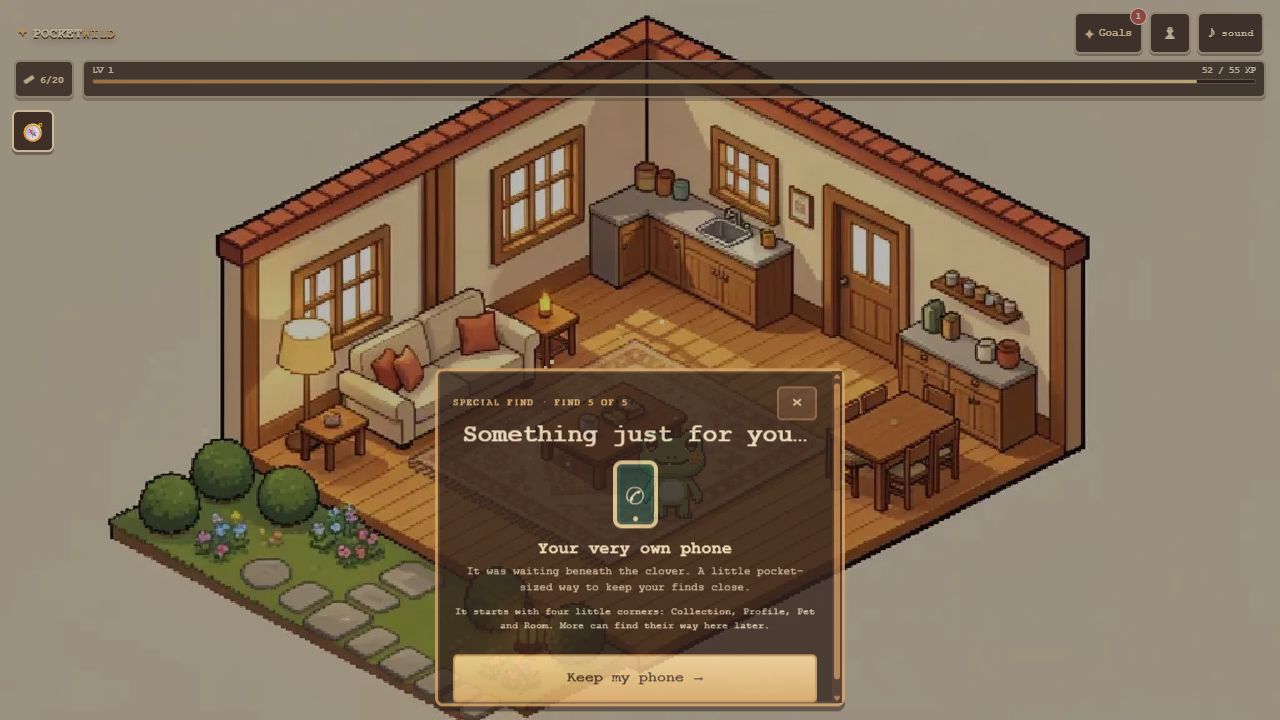 POCKETWILD
Goals
1
♪ sound
6/20
LV 1
52 / 55 XP
SPECIAL FIND · FIND 5 OF 5
×
Something just for you…
Your very own phone
It was waiting beneath the clover. A little pocket-
sized way to keep your finds close.
It starts with four little corners: Collection, Profile, Pet
and Room. More can find their way here later.
Keep my phone →